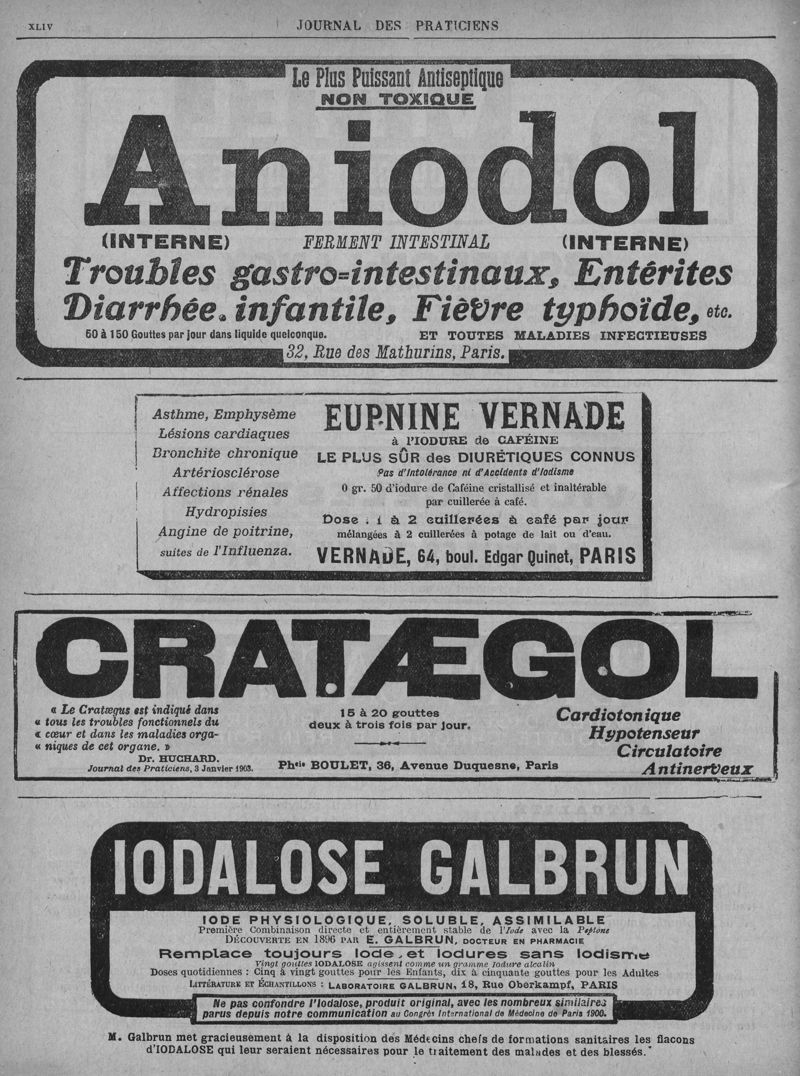 XLIV
JOURNAL DES PRATICIENS
Le Plus Puissant Antiseptique
NON TOXIQUE
Aniodol
(INTERNE) FERMENT INTESTINAL (INTERNE)
Troubles gastro-intestinaux, Entérites
Diarrhée infantile, Fièvre typhoïde, etc.
50 à 150 Gouttes par jour dans liquide quelconque. ET TOUTES MALADIES INFECTIEUSES
32, Rue des Mathurins, Paris.
Asthme, Emphysème
Lésions cardiaques
Bronchite chronique
Artériosclérose
Affections rénales
Hydropisies
Angine de poitrine,
suites de l'Influenza.
EUPNINE VERNADE
à l'IODURE de CAFÉINE
LE PLUS SÛR des DIURÉTIQUES CONNUS
Pas d'Intolérance ni d'Accidents d'Iodisme
0 gr. 50 d'iodure de Caféine cristallisé et inaltérable
par cuillerée à café.
Dose : 1 à 2 cuillerées à café par jour
mélangées à 2 cuillerées à potage de lait ou d'eau.
VERNADE, 64, boul. Edgar Quinet, PARIS
CRATÆGOL
« Le Cratægus est indiqué dans
« tous les troubles fonctionnels du
« cœur et dans les maladies orga-
« niques de cet organe. »
Dr. HUCHARD.
Journal des Praticiens, 3 Janvier 1903.
15 à 20 gouttes
deux à trois fois par jour.
Phcie BOULET, 36, Avenue Duquesne, Paris
Cardiotonique
Hypotenseur
Circulatoire
Antinerveux
IODALOSE GALBRUN
IODE PHYSIOLOGIQUE, SOLUBLE, ASSIMILABLE
Première Combinaison directe et entièrement stable de l'Iode avec la Peptone
DÉCOUVERTE EN 1896 PAR E. GALBRUN, DOCTEUR EN PHARMACIE
Remplace toujours Iode et Iodures sans Iodisme
Vingt gouttes IODALOSE agissent comme un gramme Iodure alcalin
Doses quotidiennes : Cinq à vingt gouttes pour les Enfants, dix à cinquante gouttes pour les Adultes
LITTÉRATURE ET ÉCHANTILLONS : LABORATOIRE GALBRUN, 18, Rue Oberkampf, PARIS
Ne pas confondre l'Iodalose, produit original, avec les nombreux similaires
parus depuis notre communication au Congrès International de Médecine de Paris 1900.
M. Galbrun met gracieusement à la disposition des Médecins chefs de formations sanitaires les flacons
d'IODALOSE qui leur seraient nécessaires pour le traitement des malades et des blessés.